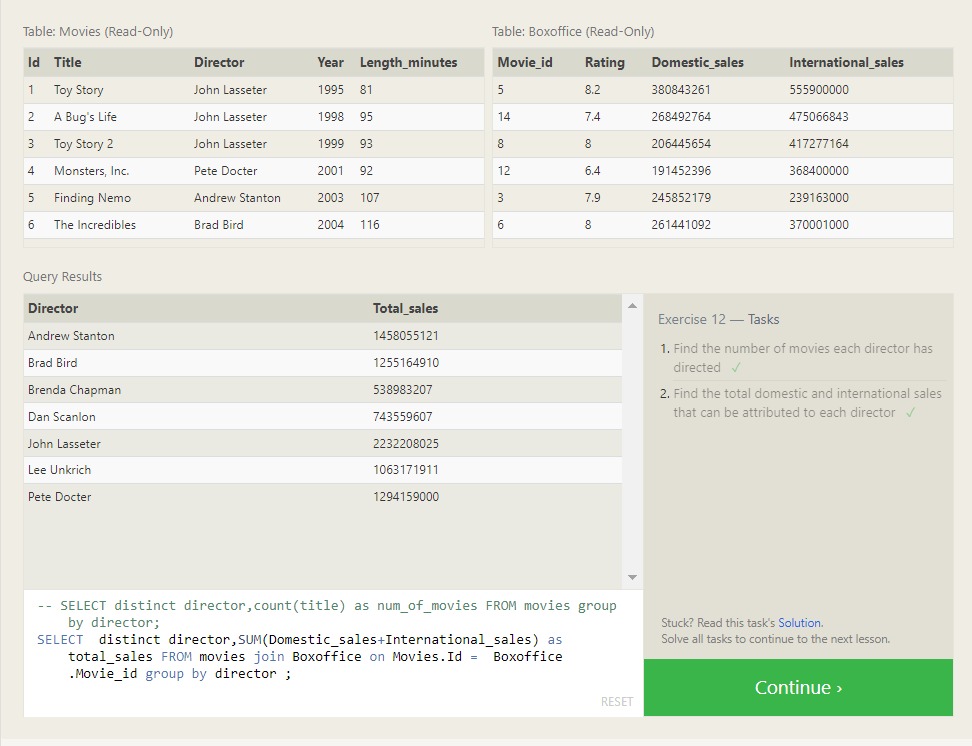 Table: Movies (Read-Only)
Id Title Director Year Length_minutes
1 Toy Story John Lasseter 1995 81
2 A Bug's Life John Lasseter 1998 95
3 Toy Story 2 John Lasseter 1999 93
4 Monsters, Inc. Pete Docter 2001 92
5 Finding Nemo Andrew Stanton 2003 107
6 The Incredibles Brad Bird 2004 116
Table: Boxoffice (Read-Only)
Movie_id Rating Domestic_sales International_sales
5 8.2 380843261 555900000
14 7.4 268492764 475066843
8 8 206445654 417277164
12 6.4 191452396 368400000
3 7.9 245852179 239163000
6 8 261441092 370001000
Query Results
Director Total_sales
Andrew Stanton 1458055121
Brad Bird 1255164910
Brenda Chapman 538983207
Dan Scanlon 743559607
John Lasseter 2232208025
Lee Unkrich 1063171911
Pete Docter 1294159000
-- SELECT distinct director,count(title) as num_of_movies FROM movies group
by director;
SELECT  distinct director,SUM(Domestic_sales+International_sales) as
total_sales FROM movies join Boxoffice on Movies.Id =  Boxoffice
.Movie_id group by director ;
RESET
Exercise 12 — Tasks
1. Find the number of movies each director has
directed ✓
2. Find the total domestic and international sales
that can be attributed to each director ✓
Stuck? Read this task's Solution.
Solve all tasks to continue to the next lesson.
Continue ›